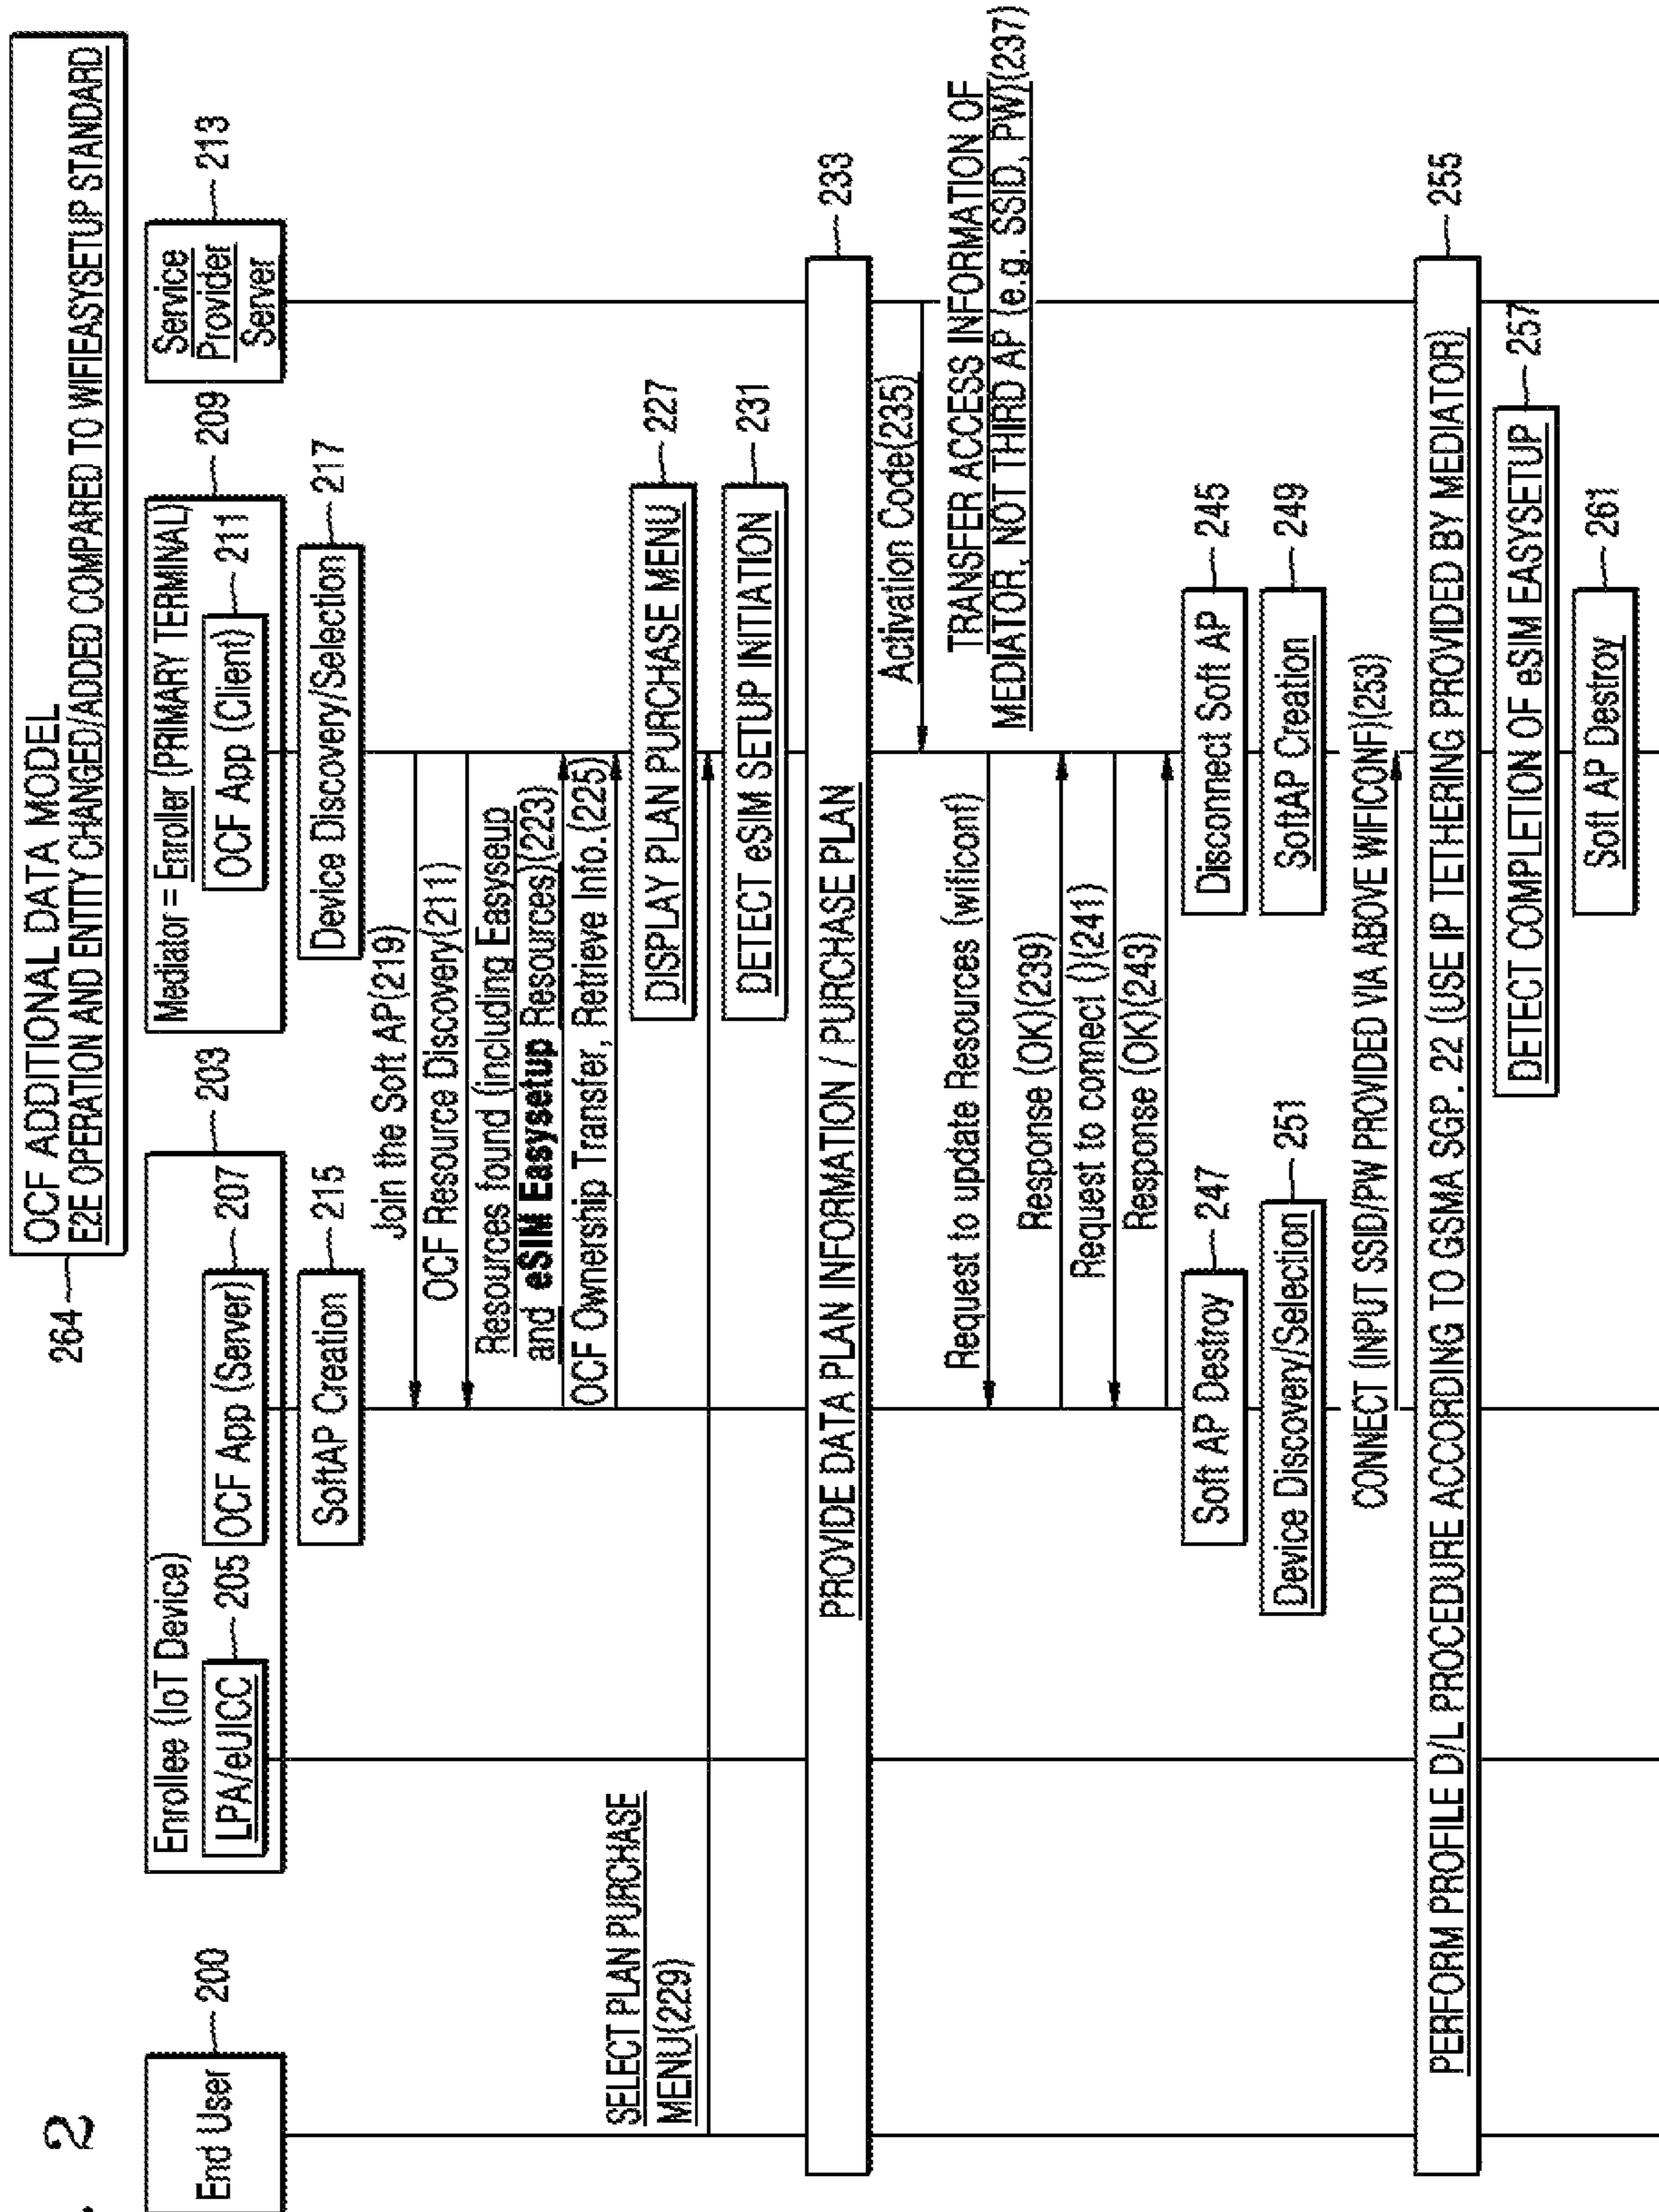 . 2
264
OCF ADDITIONAL DATA MODEL
E2E OPERATION AND ENTITY CHANGED/ADDED COMPARED TO WIFIEASYSETUP STANDARD
End User
200
Enrollee (IoT Device)
203
LPA/eUICC
205
OCF App (Server)
207
Mediator = Enroller (PRIMARY TERMINAL)
209
OCF App (Client)
211
Service
Provider
Server
213
SoftAP Creation
215
Device Discovery/Selection
217
Join the Soft AP(219)
OCF Resource Discovery(211)
Resources found (including Easyseup
and eSIM Easysetup Resources)(223)
OCF Ownership Transfer, Retrieve Info.(225)
SELECT PLAN PURCHASE
MENU(229)
DISPLAY PLAN PURCHASE MENU
227
DETECT eSIM SETUP INITIATION
231
PROVIDE DATA PLAN INFORMATION / PURCHASE PLAN
233
Activation Code(235)
TRANSFER ACCESS INFORMATION OF
MEDIATOR, NOT THIRD AP (e.g. SSID, PW)(237)
Request to update Resources (wificonf)
Response (OK)(239)
Request to connect ()(241)
Response (OK)(243)
Soft AP Destroy
247
Disconnect Soft AP
245
Device Discovery/Selection
251
SoftAP Creation
249
CONNECT (INPUT SSID/PW PROVIDED VIA ABOVE WIFICONF)(253)
PERFORM PROFILE D/L PROCEDURE ACCORDING TO GSMA SGP. 22 (USE IP TETHERING PROVIDED BY MEDIATOR)
255
DETECT COMPLETION OF eSIM EASYSETUP
257
Soft AP Destroy
261